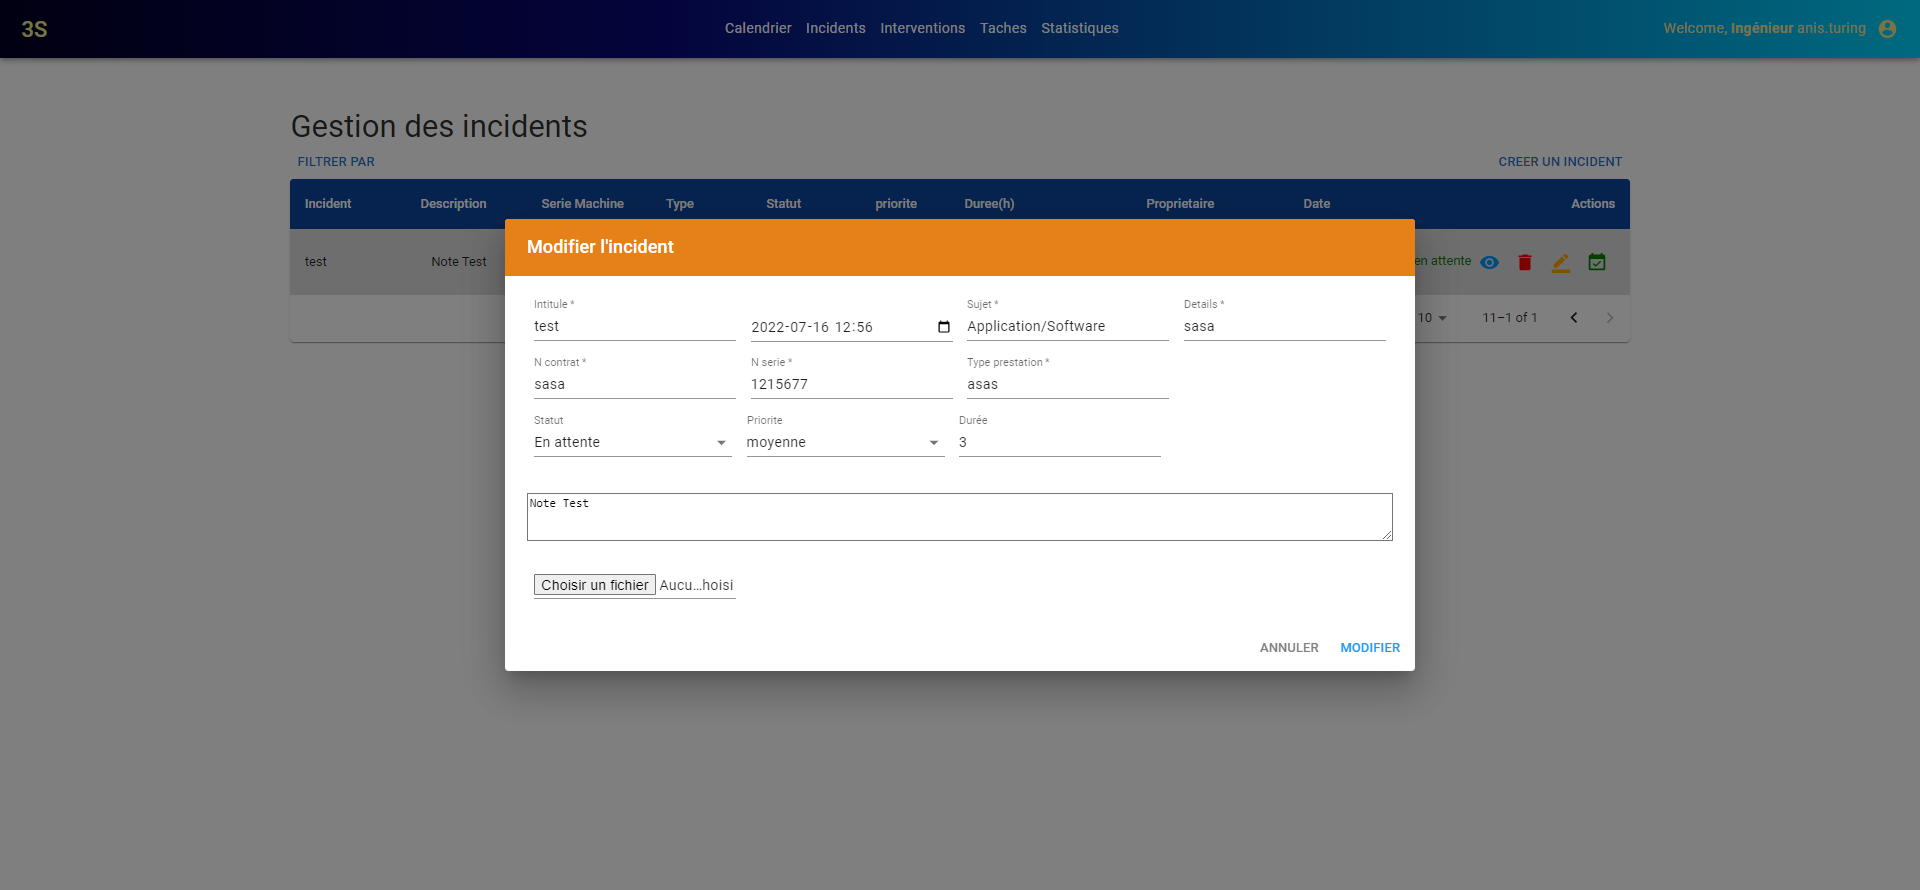 3S
Calendrier Incidents Interventions Taches Statistiques
Welcome, Ingénieur anis.turing
Gestion des incidents
FILTRER PAR
CREER UN INCIDENT
Incident Description Serie Machine Type Statut priorite Duree(h) Proprietaire Date Actions
test Note Test en attente
10 11–1 of 1
Modifier l'incident
Intitule * Sujet * Details *
test 2022-07-16 12:56 Application/Software sasa
N contrat * N serie * Type prestation *
sasa 1215677 asas
Statut Priorite Durée
En attente moyenne 3
Note Test
Choisir un fichier Aucu...hoisi
ANNULER MODIFIER